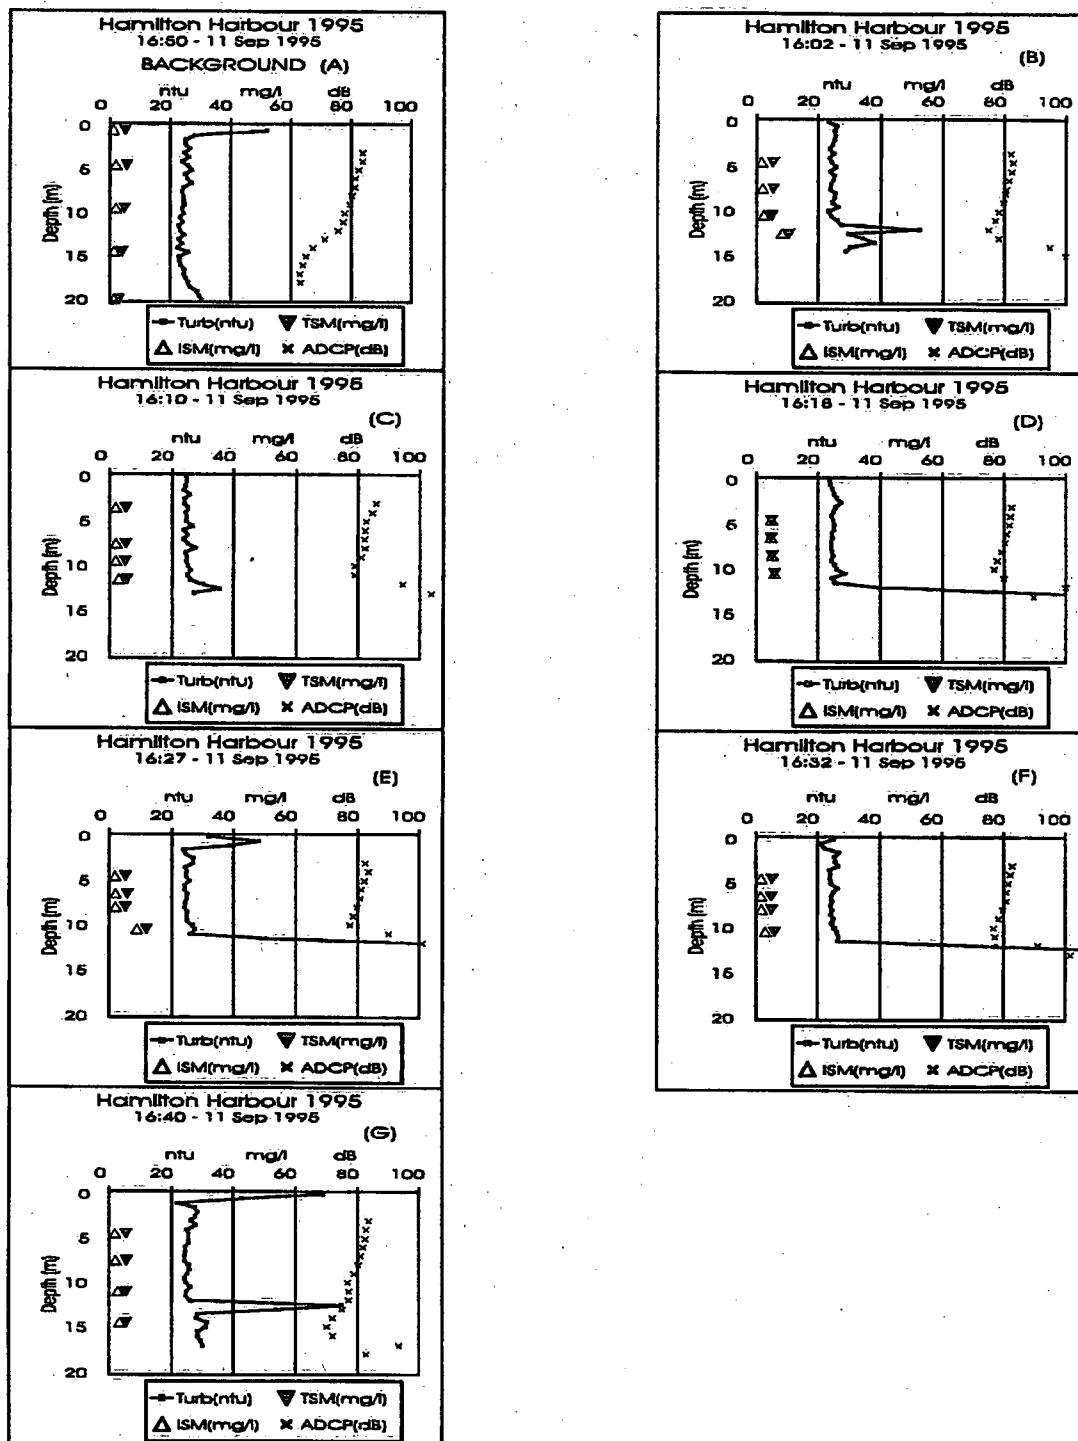 Hamilton Harbour 1995
16:50 - 11 Sep 1995
BACKGROUND (A)
ntu mg/l dB
0 20 40 60 80 100
0
5
10
15
20
Depth (m)
Turb(ntu) TSM(mg/l)
ISM(mg/l) ADCP(dB)
Hamilton Harbour 1995
16:02 - 11 Sep 1995
(B)
ntu mg/l dB
0 20 40 60 80 100
0
5
10
15
20
Depth (m)
Turb(ntu) TSM(mg/l)
ISM(mg/l) ADCP(dB)
Hamilton Harbour 1995
16:10 - 11 Sep 1995
(C)
ntu mg/l dB
0 20 40 60 80 100
0
5
10
15
20
Depth (m)
Turb(ntu) TSM(mg/l)
ISM(mg/l) ADCP(dB)
Hamilton Harbour 1995
16:18 - 11 Sep 1995
(D)
ntu mg/l dB
0 20 40 60 80 100
0
5
10
15
20
Depth (m)
Turb(ntu) TSM(mg/l)
ISM(mg/l) ADCP(dB)
Hamilton Harbour 1995
16:27 - 11 Sep 1995
(E)
ntu mg/l dB
0 20 40 60 80 100
0
5
10
15
20
Depth (m)
Turb(ntu) TSM(mg/l)
ISM(mg/l) ADCP(dB)
Hamilton Harbour 1995
16:32 - 11 Sep 1995
(F)
ntu mg/l dB
0 20 40 60 80 100
0
5
10
15
20
Depth (m)
Turb(ntu) TSM(mg/l)
ISM(mg/l) ADCP(dB)
Hamilton Harbour 1995
16:40 - 11 Sep 1995
(G)
ntu mg/l dB
0 20 40 60 80 100
0
5
10
15
20
Depth (m)
Turb(ntu) TSM(mg/l)
ISM(mg/l) ADCP(dB)